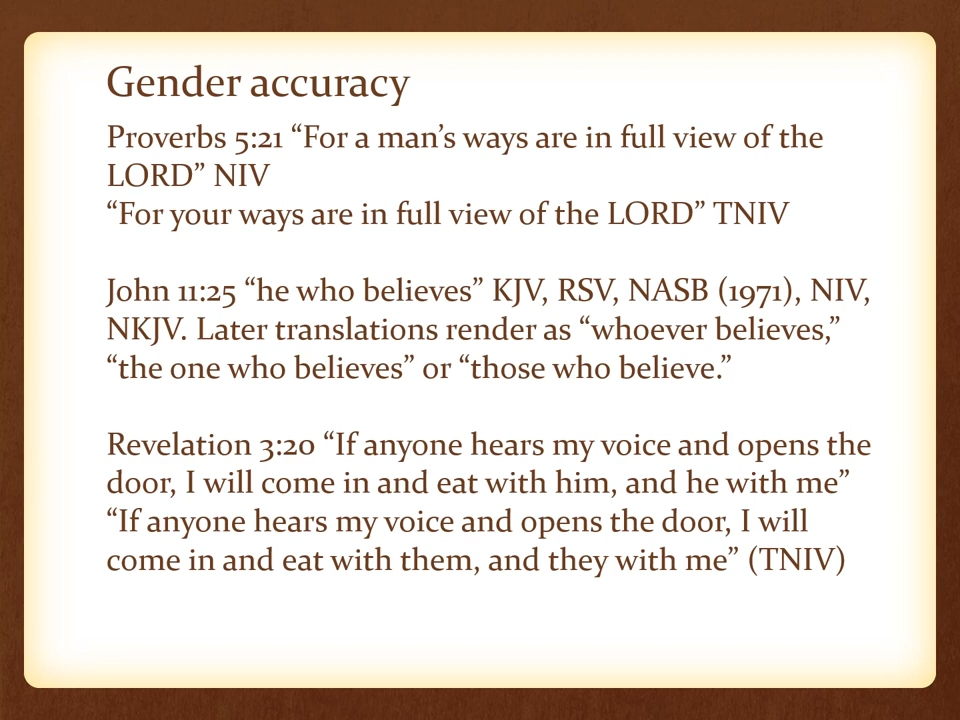 Gender accuracy
Proverbs 5:21 “For a man’s ways are in full view of the
LORD” NIV
“For your ways are in full view of the LORD” TNIV
John 11:25 “he who believes” KJV, RSV, NASB (1971), NIV,
NKJV. Later translations render as “whoever believes,”
“the one who believes” or “those who believe.”
Revelation 3:20 “If anyone hears my voice and opens the
door, I will come in and eat with him, and he with me”
“If anyone hears my voice and opens the door, I will
come in and eat with them, and they with me” (TNIV)